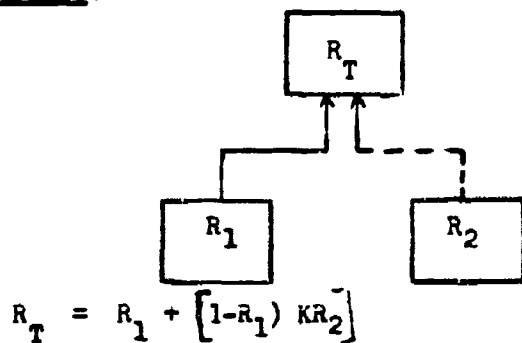 R_T
R_1 R_2
R_T = R_1 + [(1-R_1) KR_2]